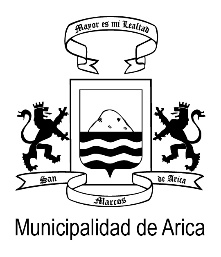 Mayor es mi Lealtad
San Marcos de Arica
Municipalidad de Arica